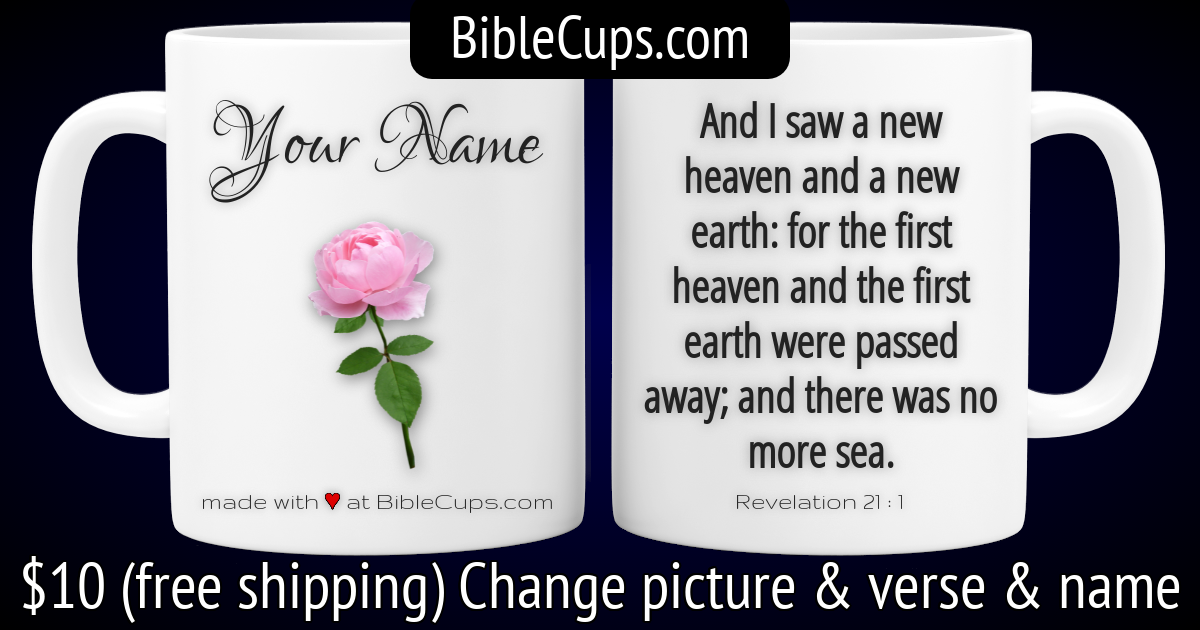 BibleCups.com
Your Name
made with ♥ at BibleCups.com
And I saw a new
heaven and a new
earth: for the first
heaven and the first
earth were passed
away; and there was no
more sea.
Revelation 21 : 1
$10 (free shipping) Change picture & verse & name